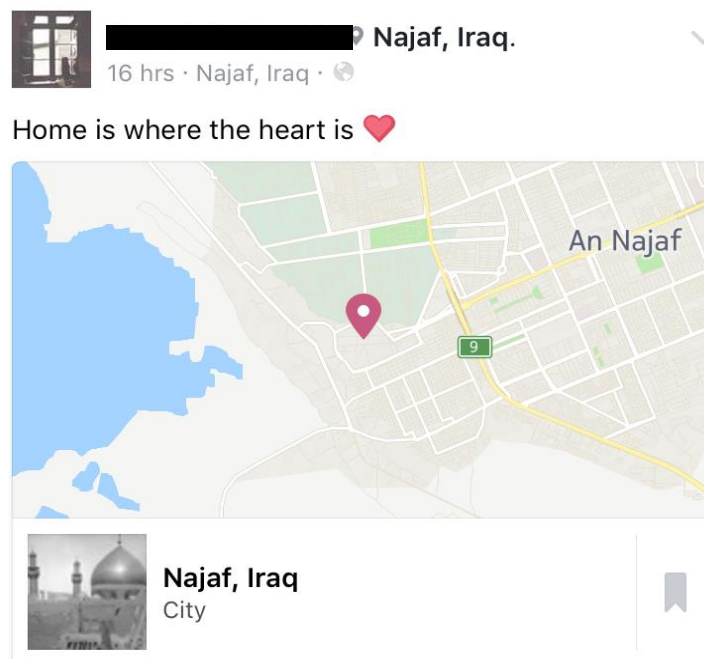 Najaf, Iraq.
16 hrs · Najaf, Iraq ·
Home is where the heart is ❤️
An Najaf
9
Najaf, Iraq
City